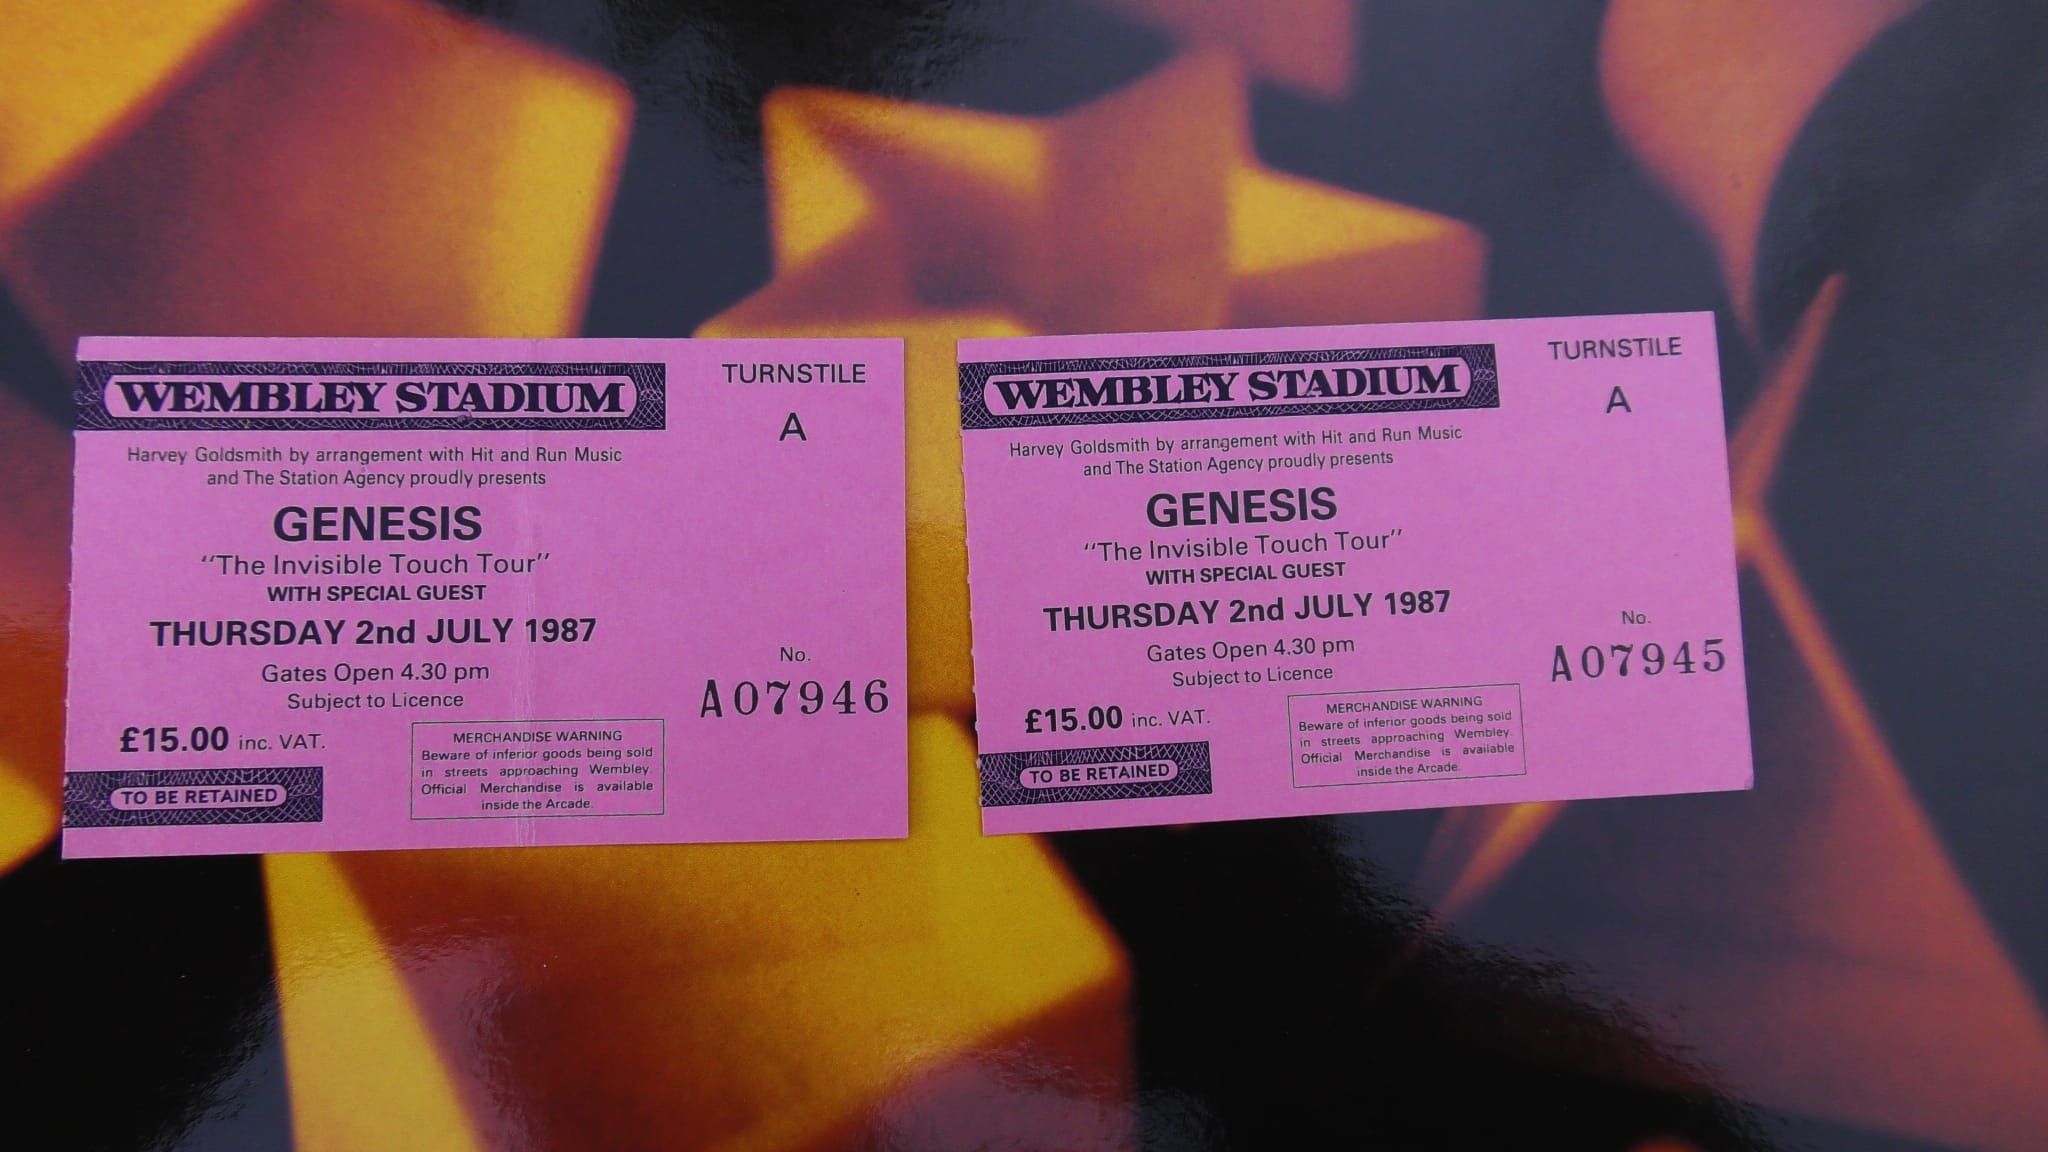 WEMBLEY STADIUM
Harvey Goldsmith by arrangement with Hit and Run Music
and The Station Agency proudly presents
GENESIS
"The Invisible Touch Tour"
WITH SPECIAL GUEST
THURSDAY 2nd JULY 1987
Gates Open 4.30 pm
Subject to Licence
£15.00 inc. VAT.
TO BE RETAINED
MERCHANDISE WARNING
Beware of inferior goods being sold
in streets approaching Wembley.
Official Merchandise is available
inside the Arcade.
TURNSTILE
A
No.
A07946
WEMBLEY STADIUM
Harvey Goldsmith by arrangement with Hit and Run Music
and The Station Agency proudly presents
GENESIS
"The Invisible Touch Tour"
WITH SPECIAL GUEST
THURSDAY 2nd JULY 1987
Gates Open 4.30 pm
Subject to Licence
£15.00 inc. VAT.
TO BE RETAINED
MERCHANDISE WARNING
Beware of inferior goods being sold
in streets approaching Wembley.
Official Merchandise is available
inside the Arcade.
TURNSTILE
A
No.
A07945